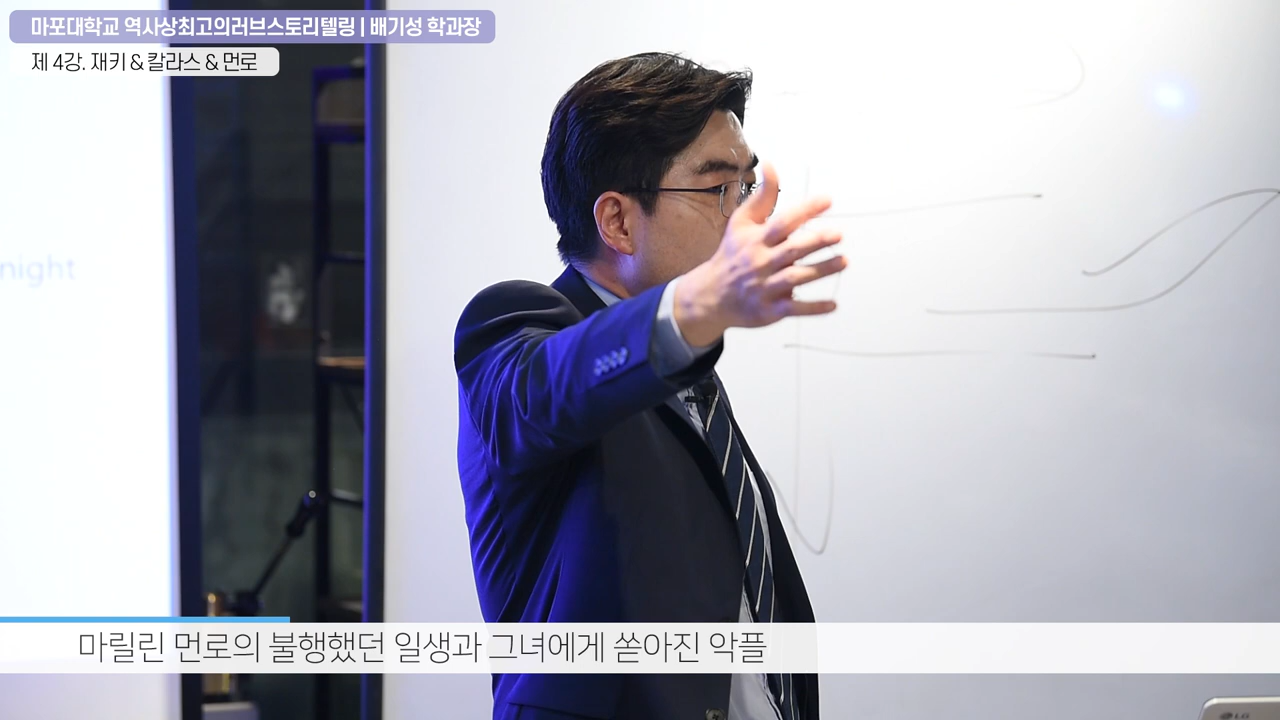 마포대학교 역사상최고의러브스토리텔링 | 배기성 학과장
제 4강. 재키 & 칼라스 & 먼로
night
마릴린 먼로의 불행했던 일생과 그녀에게 쏟아진 악플
LG